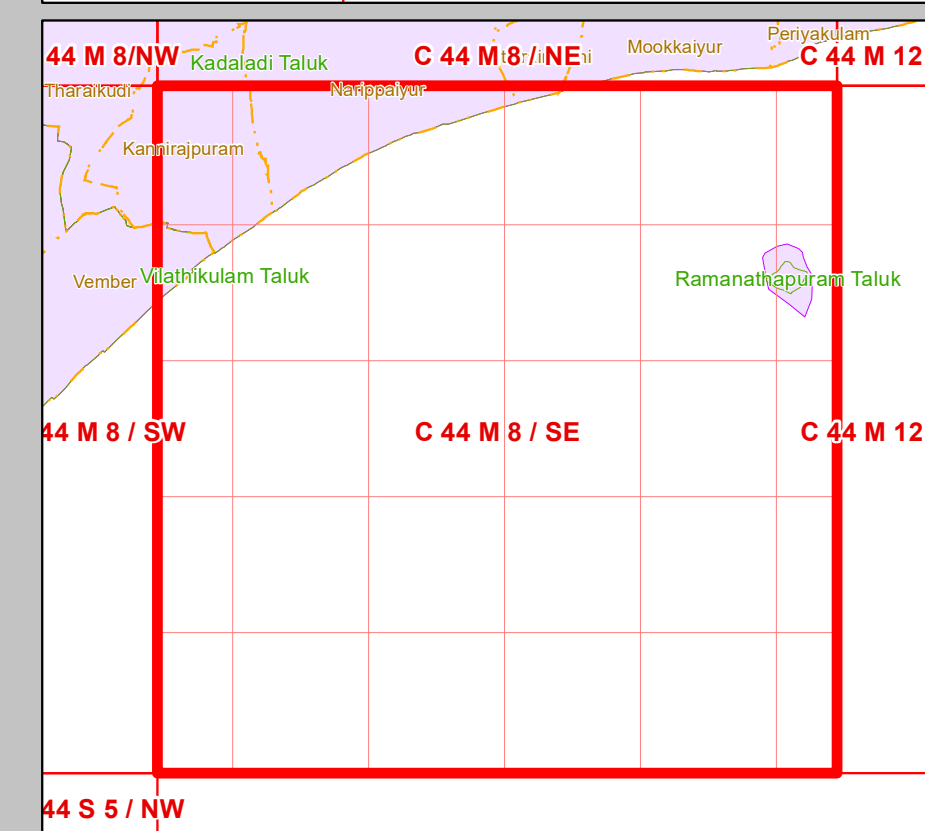 Periyakulam
Mookkaiyur
44 M 8/NW
C 44 M 8 / NE
C 44 M 12
Kadaladi Taluk
Tharaikudi
Narippaiyur
Kannirajpuram
Vember
Vilathikulam Taluk
Ramanathapuram Taluk
44 M 8 / SW
C 44 M 8 / SE
C 44 M 12
44 S 5 / NW